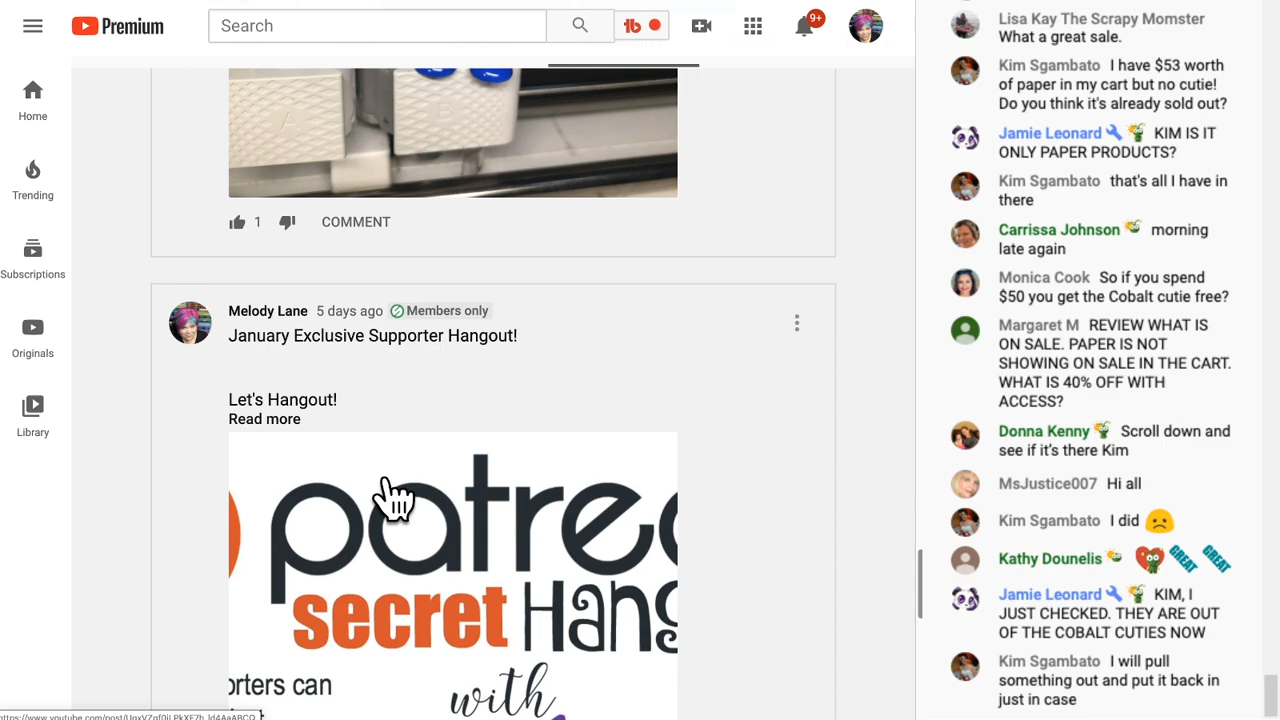 Premium
Search
9+
Home
Trending
Subscriptions
Originals
Library
A
B
1
COMMENT
Melody Lane 5 days ago Members only
January Exclusive Supporter Hangout!
Let's Hangout!
Read more
patre
secret Hang
orters can
with
Lisa Kay The Scrapy Momster
What a great sale.
Kim Sgambato I have $53 worth
of paper in my cart but no cutie!
Do you think it's already sold out?
Jamie Leonard KIM IS IT
ONLY PAPER PRODUCTS?
Kim Sgambato that's all I have in
there
Carrissa Johnson morning
late again
Monica Cook So if you spend
$50 you get the Cobalt cutie free?
Margaret M REVIEW WHAT IS
ON SALE. PAPER IS NOT
SHOWING ON SALE IN THE CART.
WHAT IS 40% OFF WITH
ACCESS?
Donna Kenny Scroll down and
see if it's there Kim
MsJustice007 Hi all
Kim Sgambato I did
Kathy Dounelis GREAT GREAT
Jamie Leonard KIM, I
JUST CHECKED. THEY ARE OUT
OF THE COBALT CUTIES NOW
Kim Sgambato I will pull
something out and put it back in
just in case